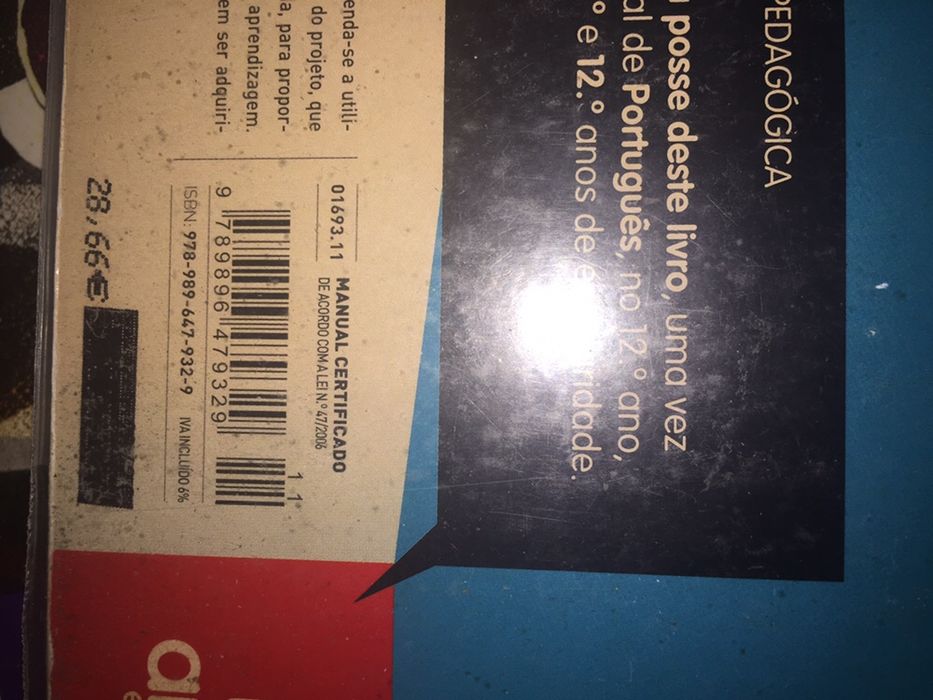 PEDAGÓGICA
posse deste livro, uma vez
al de Português, no 12.º ano,
º e 12.º anos de ridade.
enda-se a utili-
do projeto, que
a, para propor-
aprendizagem.
em ser adquiri-
01693.11
MANUAL CERTIFICADO
DE ACORDO COM A LEI N.º 47/2006
1 1
9 789896 479329
ISBN: 978-989-647-932-9
IVA INCLUÍDO 6%
28,66€